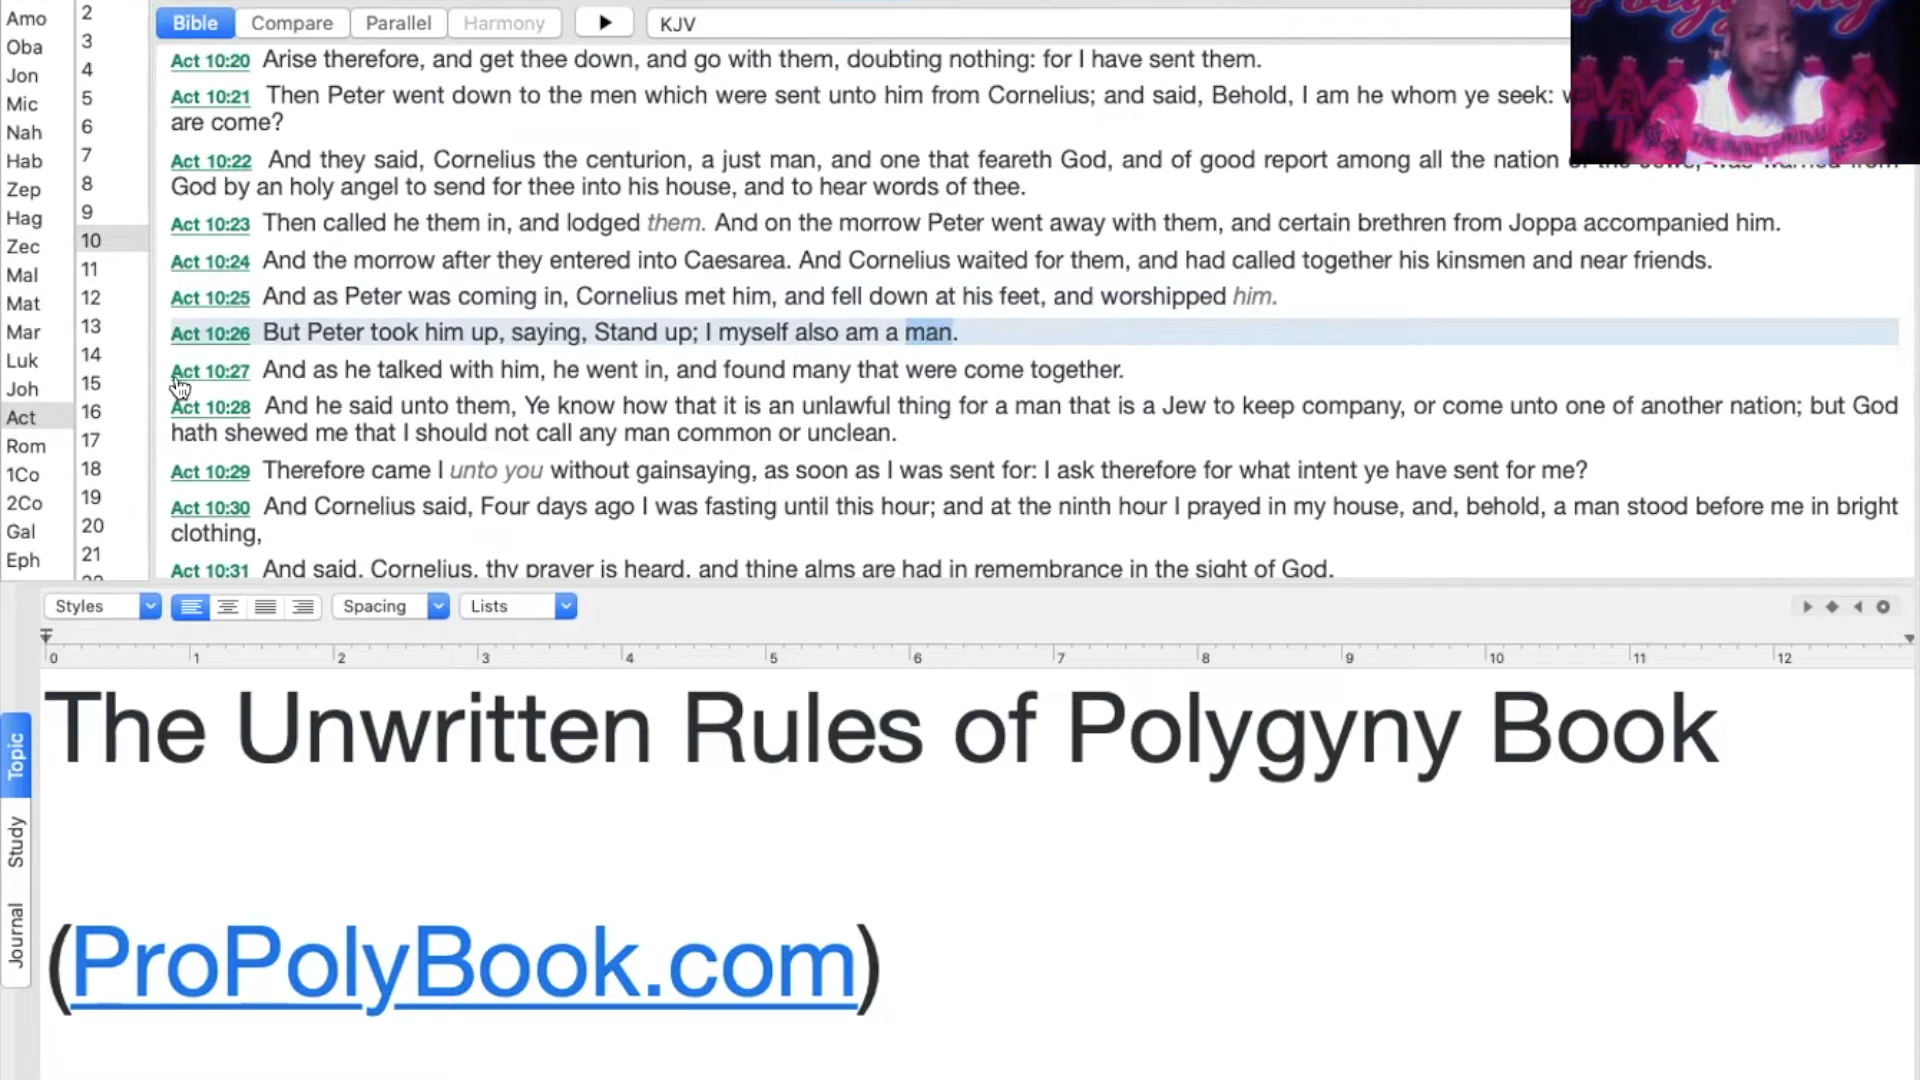 Amo
Oba
Jon
Mic
Nah
Hab
Zep
Hag
Zec
Mal
Mat
Mar
Luk
Joh
Act
Rom
1Co
2Co
Gal
Eph
2
3
4
5
6
7
8
9
10
11
12
13
14
15
16
17
18
19
20
21
Bible Compare Parallel Harmony KJV
Act 10:20 Arise therefore, and get thee down, and go with them, doubting nothing: for I have sent them.
Act 10:21 Then Peter went down to the men which were sent unto him from Cornelius; and said, Behold, I am he whom ye seek:
are come?
Act 10:22 And they said, Cornelius the centurion, a just man, and one that feareth God, and of good report among all the nation
God by an holy angel to send for thee into his house, and to hear words of thee.
Act 10:23 Then called he them in, and lodged them. And on the morrow Peter went away with them, and certain brethren from Joppa accompanied him.
Act 10:24 And the morrow after they entered into Caesarea. And Cornelius waited for them, and had called together his kinsmen and near friends.
Act 10:25 And as Peter was coming in, Cornelius met him, and fell down at his feet, and worshipped him.
Act 10:26 But Peter took him up, saying, Stand up; I myself also am a man.
Act 10:27 And as he talked with him, he went in, and found many that were come together.
Act 10:28 And he said unto them, Ye know how that it is an unlawful thing for a man that is a Jew to keep company, or come unto one of another nation; but God
hath shewed me that I should not call any man common or unclean.
Act 10:29 Therefore came I unto you without gainsaying, as soon as I was sent for: I ask therefore for what intent ye have sent for me?
Act 10:30 And Cornelius said, Four days ago I was fasting until this hour; and at the ninth hour I prayed in my house, and, behold, a man stood before me in bright
clothing,
Act 10:31 And said, Cornelius, thy prayer is heard, and thine alms are had in remembrance in the sight of God.
Styles Spacing Lists
0 1 2 3 4 5 6 7 8 9 10 11 12
Topic
Study
Journal
The Unwritten Rules of Polygyny Book
(ProPolyBook.com)